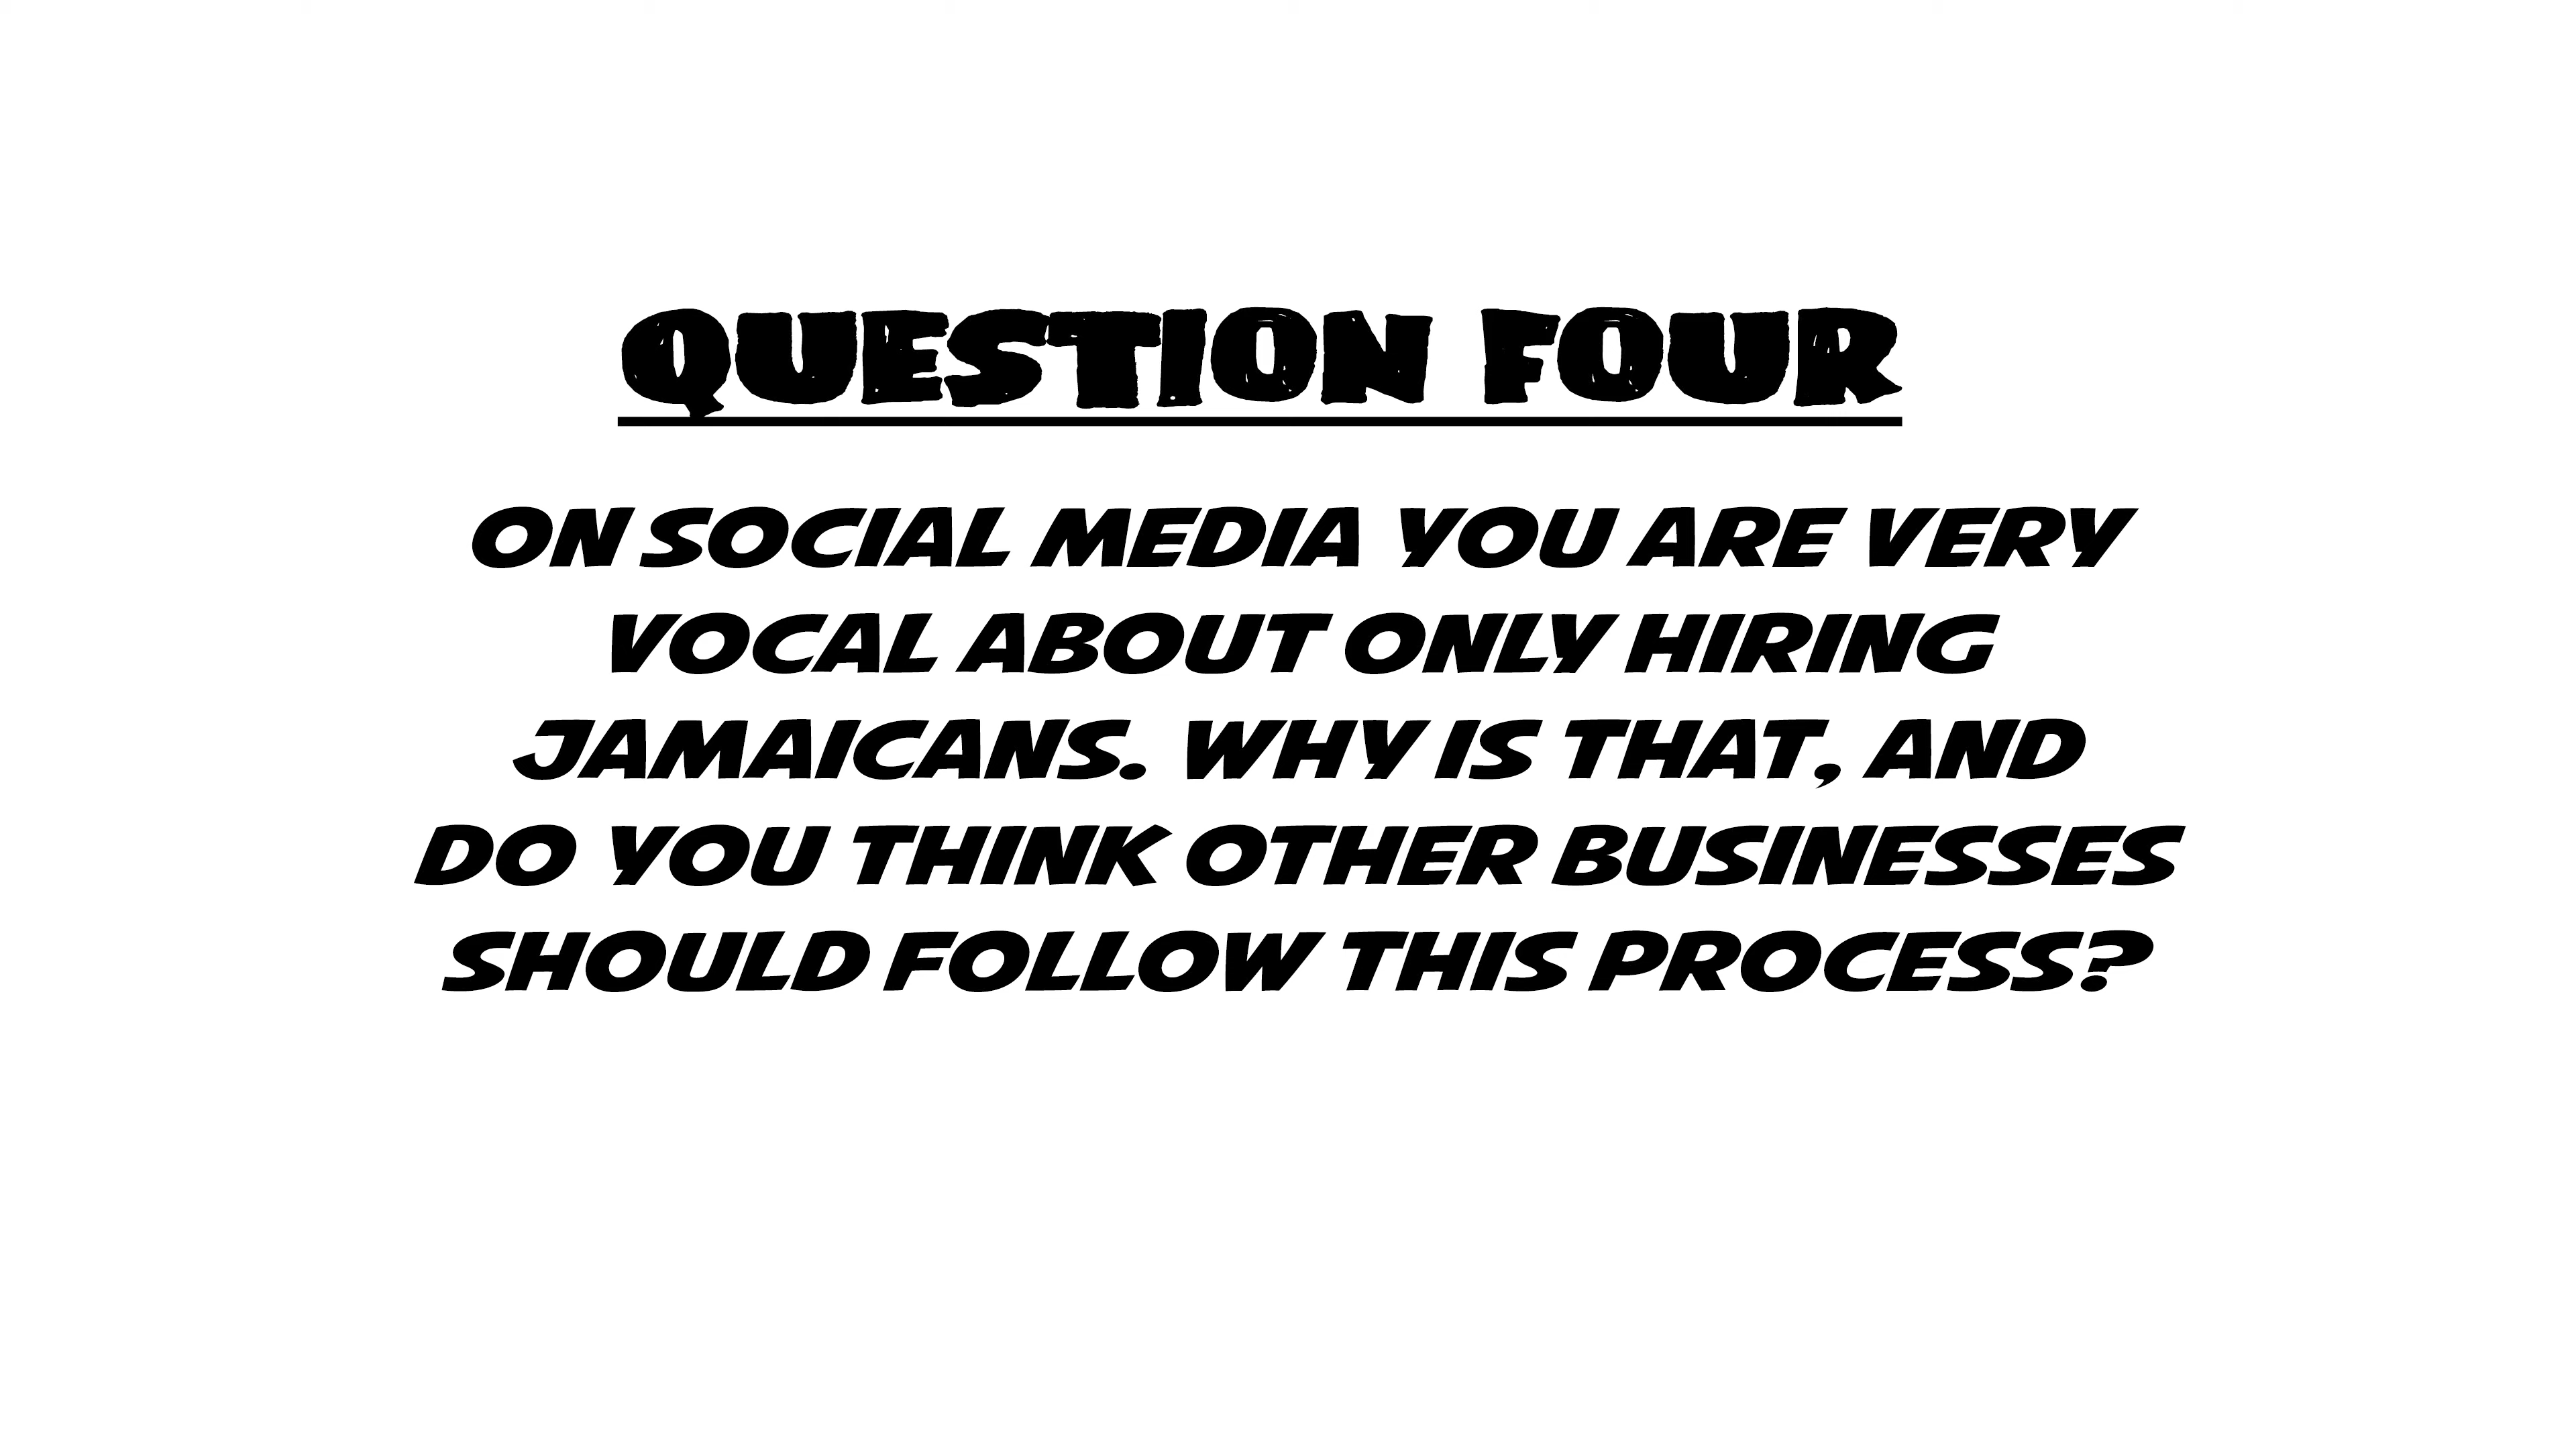 QUESTION FOUR
ON SOCIAL MEDIA YOU ARE VERY
VOCAL ABOUT ONLY HIRING
JAMAICANS. WHY IS THAT, AND
DO YOU THINK OTHER BUSINESSES
SHOULD FOLLOW THIS PROCESS?